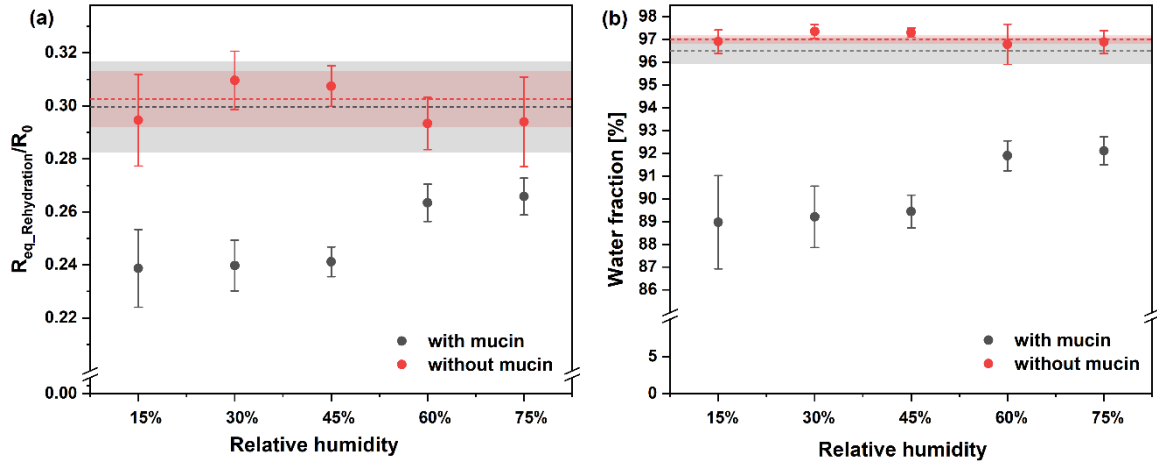 (a)
R_eq_Rehydration/R_0
0.32
0.30
0.28
0.26
0.24
0.22
0.00
with mucin
without mucin
15% 30% 45% 60% 75%
Relative humidity
(b)
Water fraction [%]
98
97
96
95
94
93
92
91
90
89
88
87
86
5
0
with mucin
without mucin
15% 30% 45% 60% 75%
Relative humidity